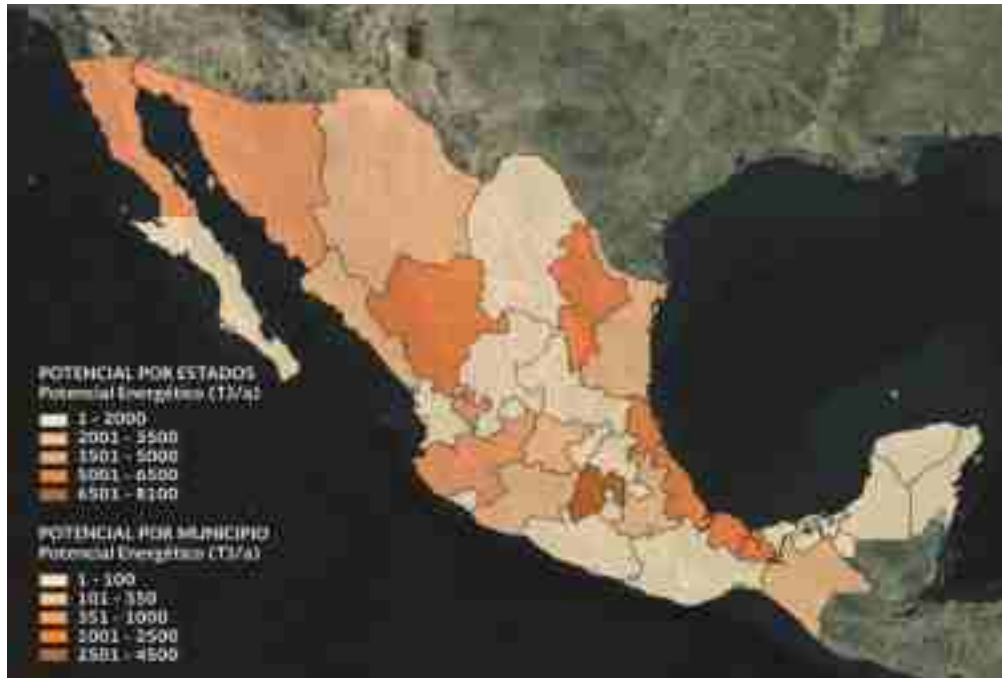 POTENCIAL POR ESTADOS
Potencial Energético (TJ/a)
1 - 2000
2001 - 3500
3501 - 5000
5001 - 6500
6501 - 8100
POTENCIAL POR MUNICIPIO
Potencial Energético (TJ/a)
1 - 100
101 - 350
351 - 1000
1001 - 2500
2501 - 4500